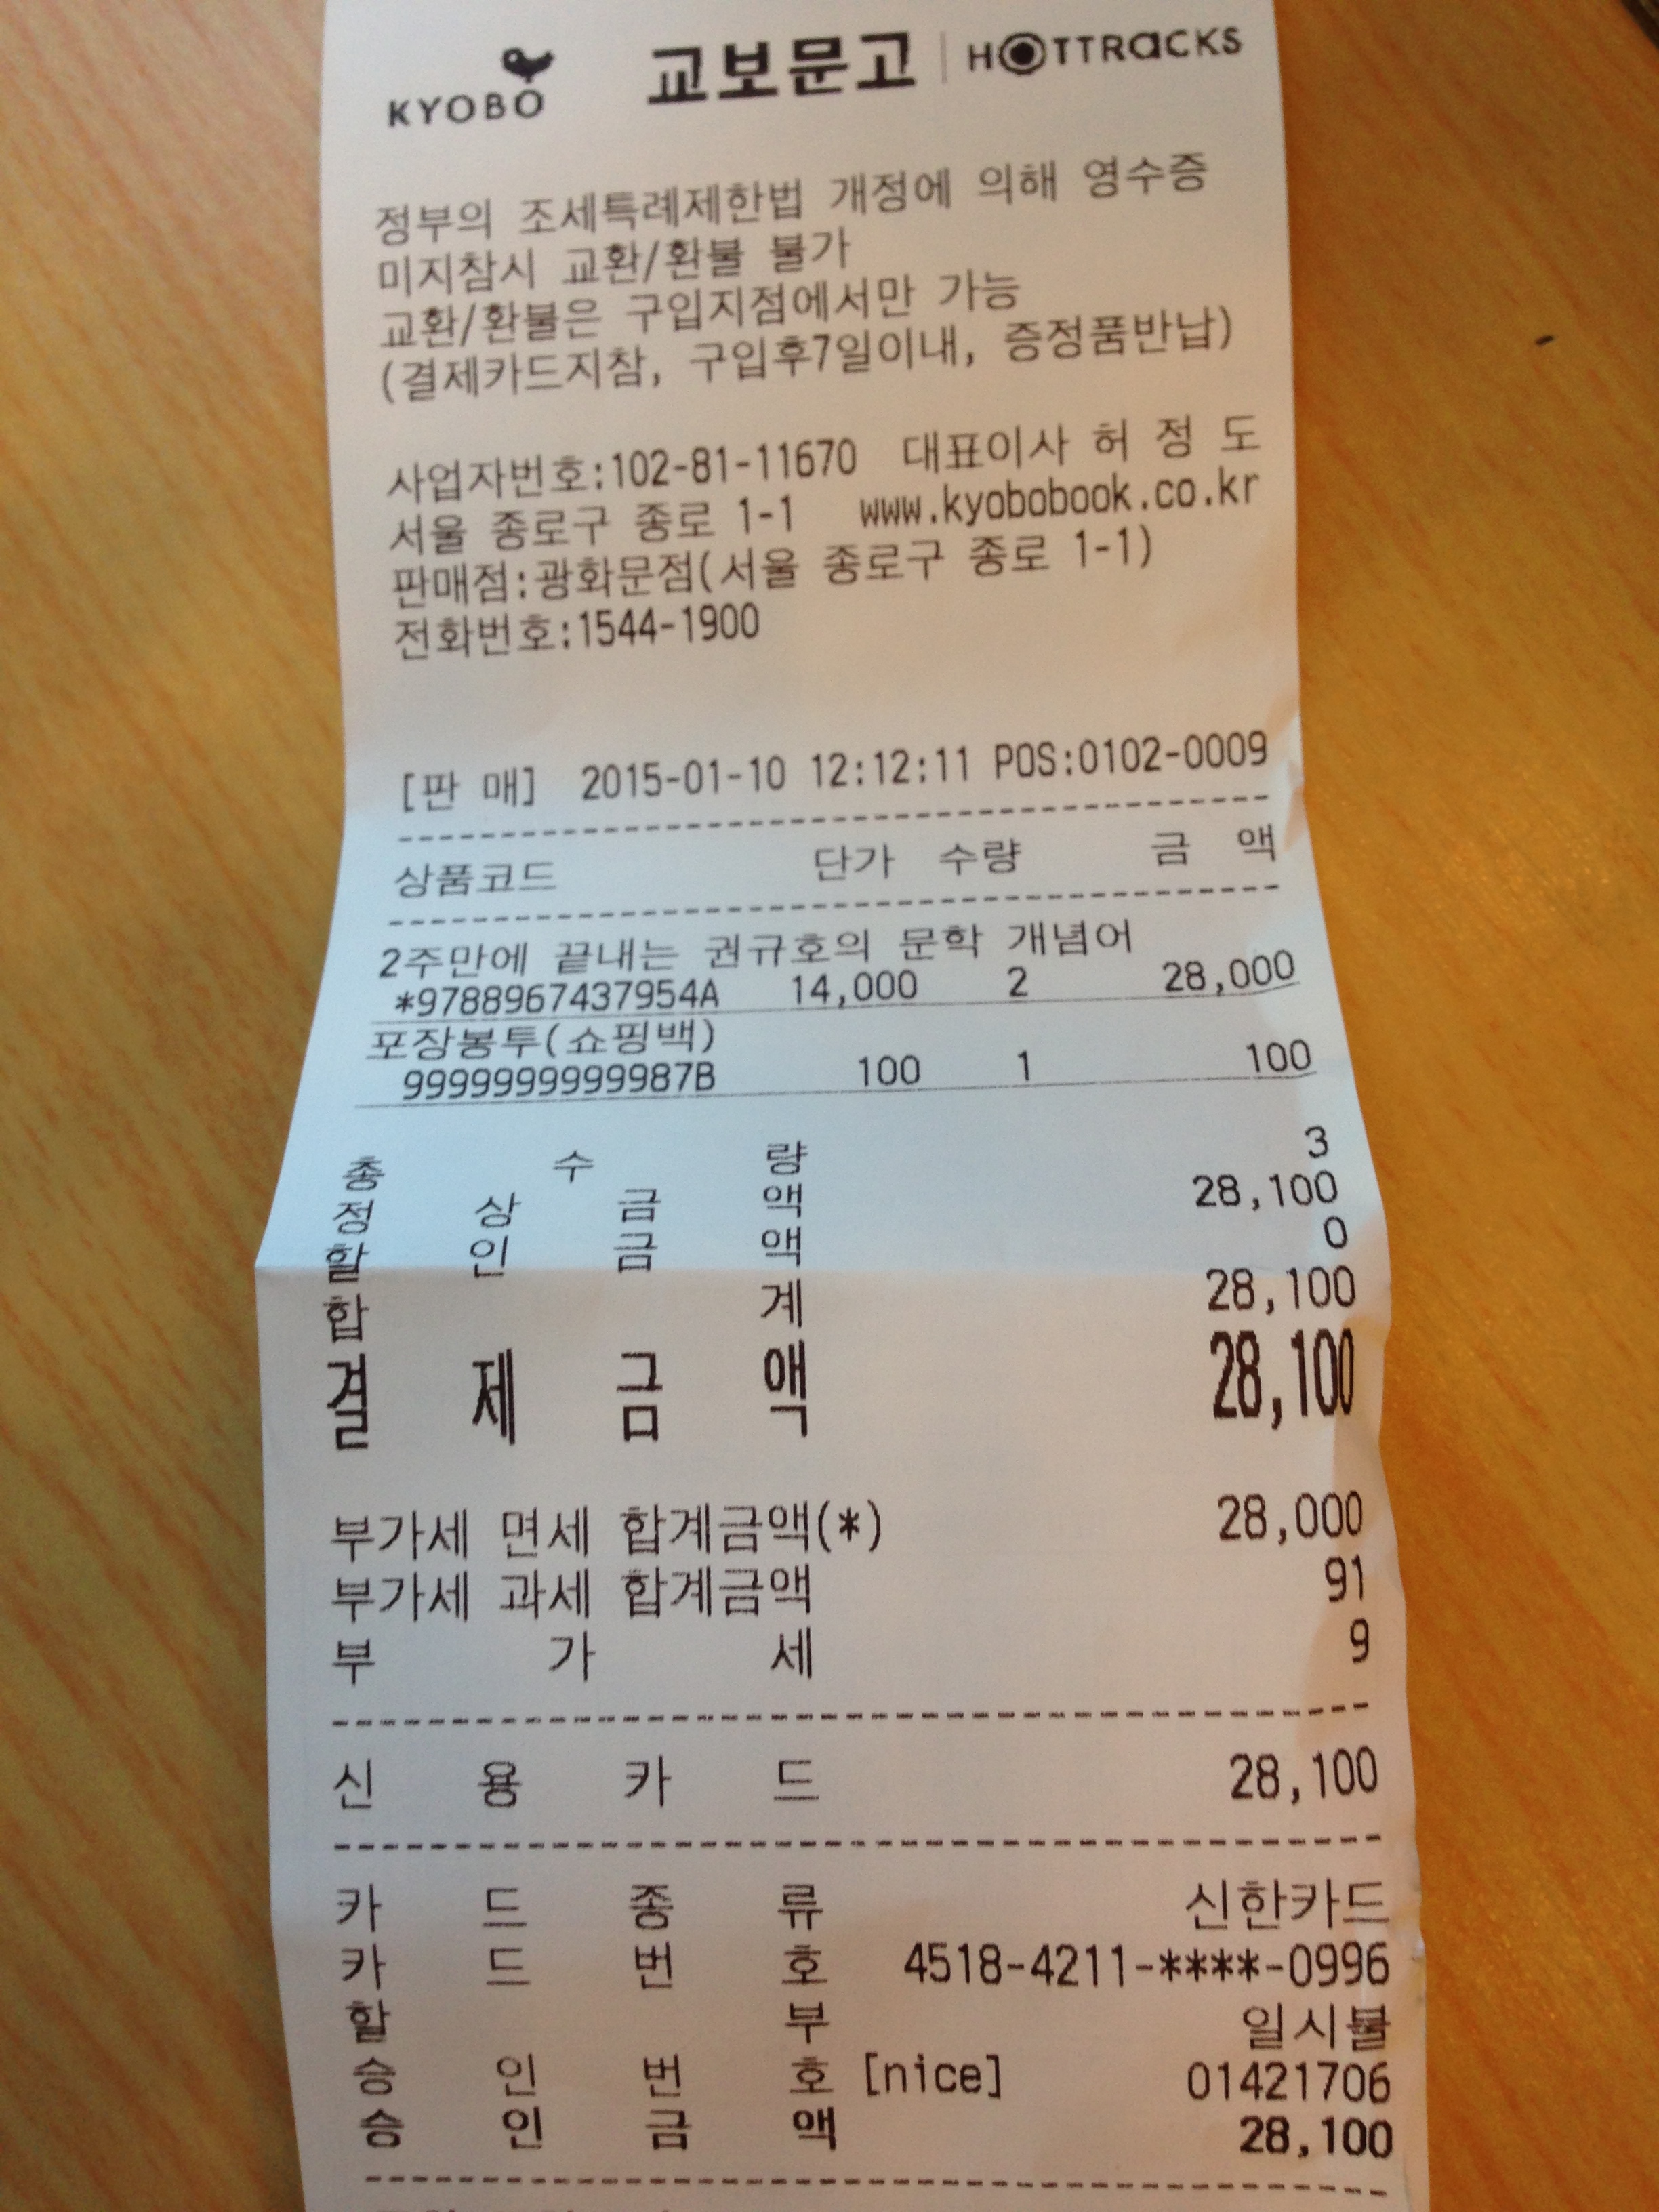 KYOBO 교보문고 | HOTTRACKS
정부의 조세특례제한법 개정에 의해 영수증
미지참시 교환/환불 불가
교환/환불은 구입지점에서만 가능
(결제카드지참, 구입후7일이내, 증정품반납)
사업자번호:102-81-11670 대표이사 허 정 도
서울 종로구 종로 1-1 www.kyobobook.co.kr
판매점:광화문점(서울 종로구 종로 1-1)
전화번호:1544-1900
[판 매] 2015-01-10 12:12:11 POS:0102-0009
상품코드 단가 수량 금 액
2주만에 끝내는 권규호의 문학 개념어
*9788967437954A 14,000 2 28,000
포장봉투(쇼핑백)
9999999999987B 100 1 100
총 수 량 3
정 상 금 액 28,100
할 인 금 액 0
합 계 28,100
결 제 금 액 28,100
부가세 면세 합계금액(*) 28,000
부가세 과세 합계금액 91
부 가 세 9
신 용 카 드 28,100
카 드 종 류 신한카드
카 드 번 호 4518-4211-****-0996
할 부 일시불
승 인 번 호 [nice] 01421706
승 인 금 액 28,100